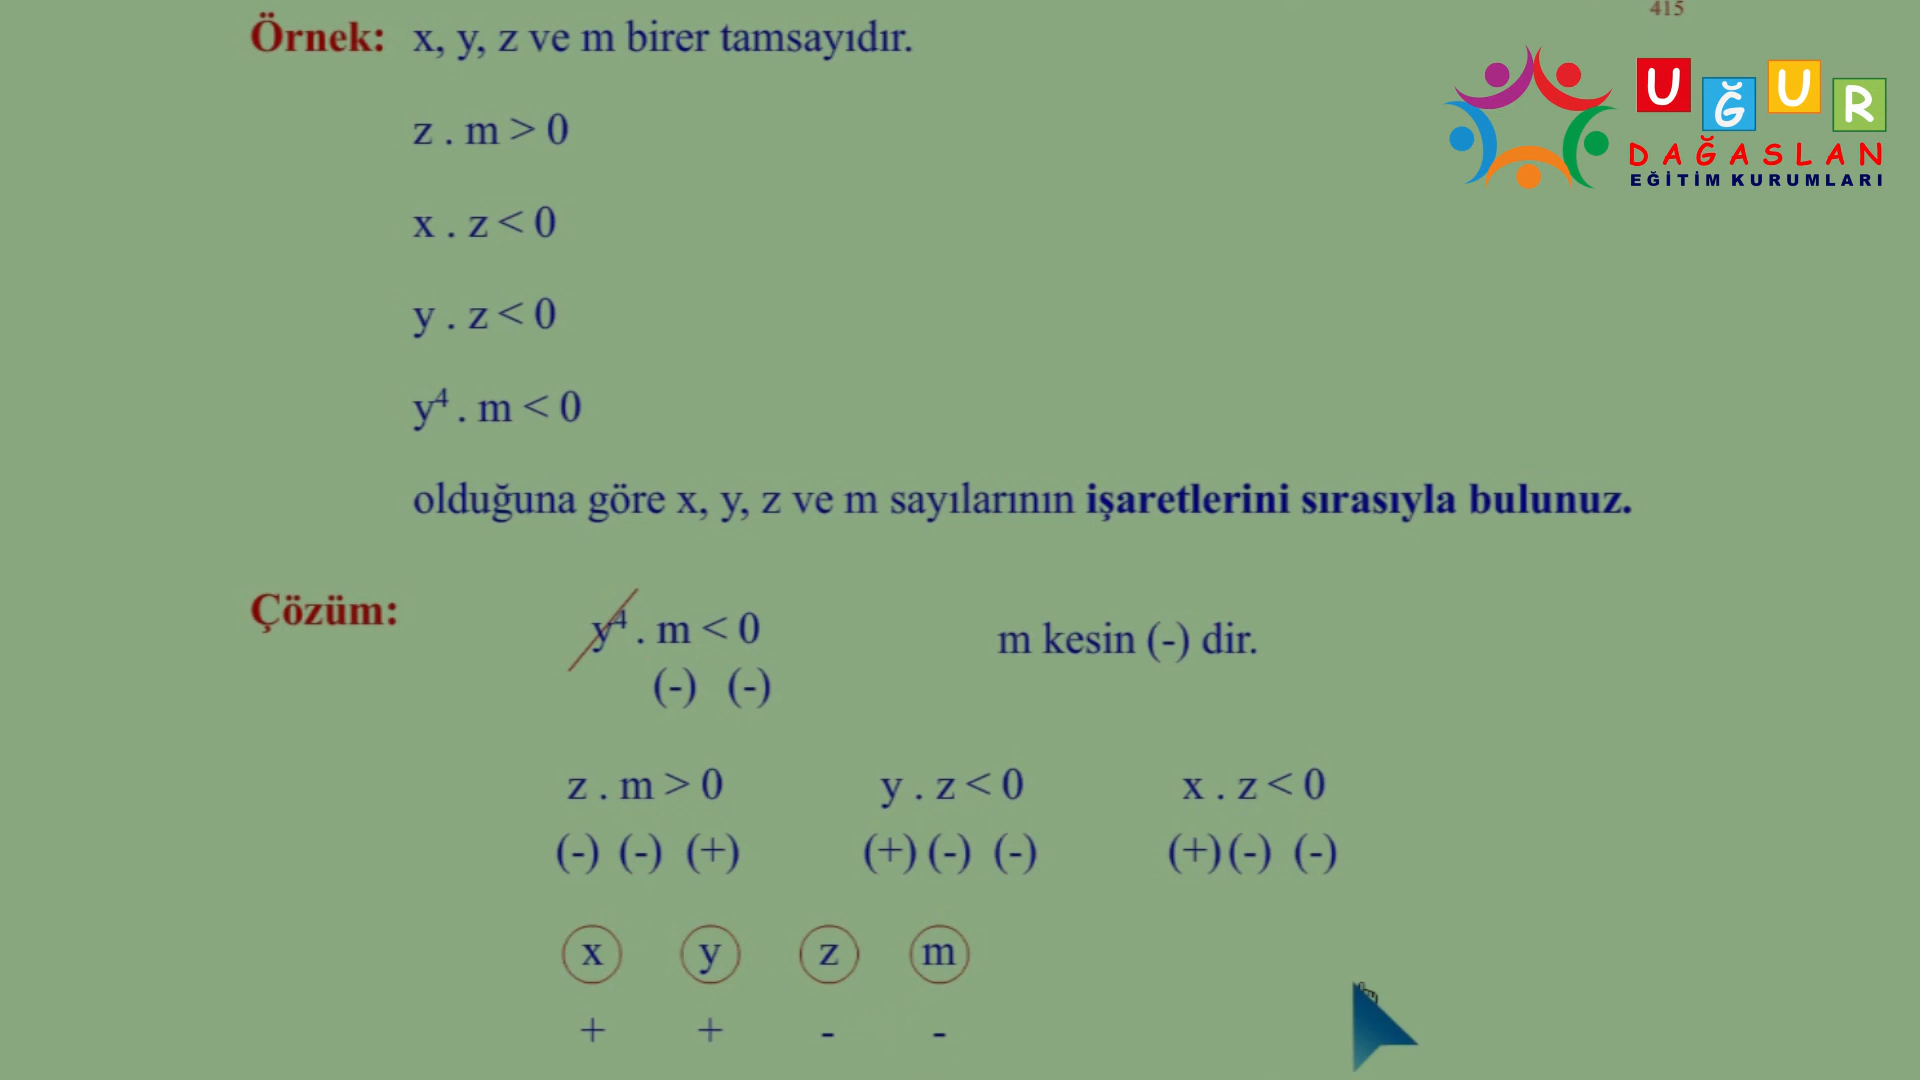 415
Örnek: x, y, z ve m birer tamsayıdır.
UĞUR
DAĞASLAN
EĞİTİM KURUMLARI
z . m > 0
x . z < 0
y . z < 0
y⁴ . m < 0
olduğuna göre x, y, z ve m sayılarının işaretlerini sırasıyla bulunuz.
Çözüm:
y⁴ . m < 0 m kesin (-) dir.
(-) (-)
z . m > 0 y . z < 0 x . z < 0
(-) (-) (+) (+) (-) (-) (+) (-) (-)
x y z m
+ + - -